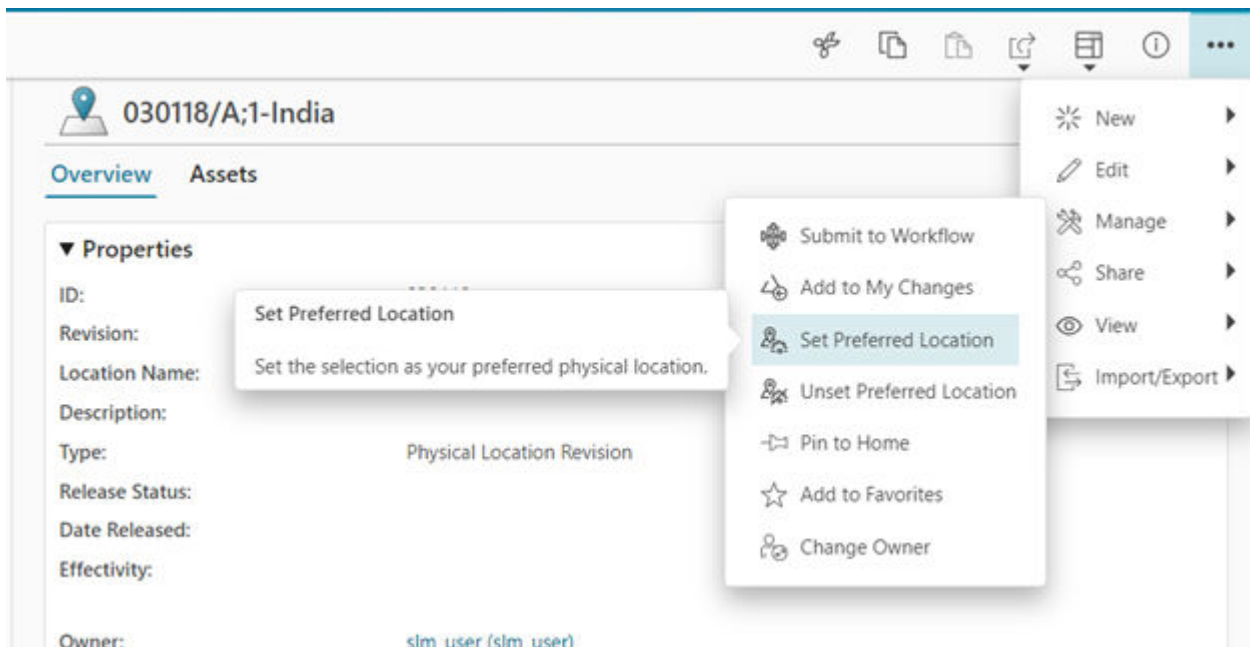 030118/A;1-India
Overview Assets
▼ Properties
ID:
Revision:
Location Name:
Description:
Type: Physical Location Revision
Release Status:
Date Released:
Effectivity:
Owner: slm_user (slm_user)
Set Preferred Location
Set the selection as your preferred physical location.
Submit to Workflow
Add to My Changes
Set Preferred Location
Unset Preferred Location
Pin to Home
Add to Favorites
Change Owner
New
Edit
Manage
Share
View
Import/Export